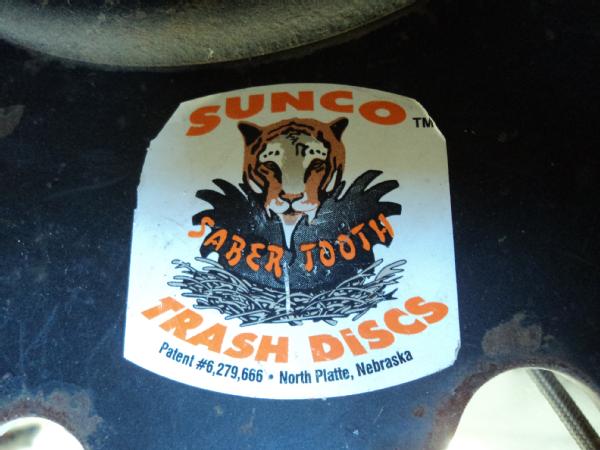 SUNCO TM
SABER TOOTH
TRASH DiSCS
Patent #6,279,666 • North Platte, Nebraska